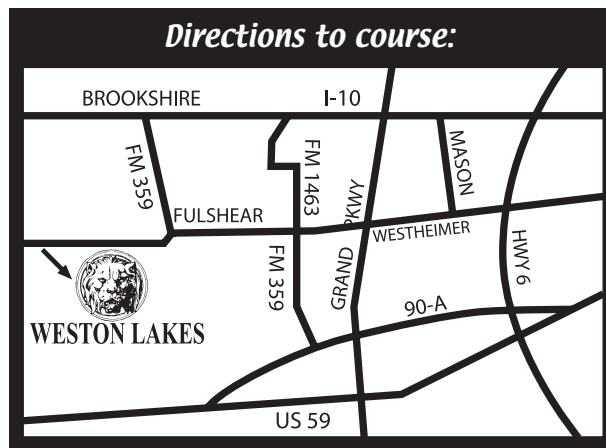 Directions to course:
BROOKSHIRE
I-10
FM 359
FM 1463
MASON
FULSHEAR
GRAND PKWY
WESTHEIMER
HWY 6
FM 359
90-A
WESTON LAKES
US 59